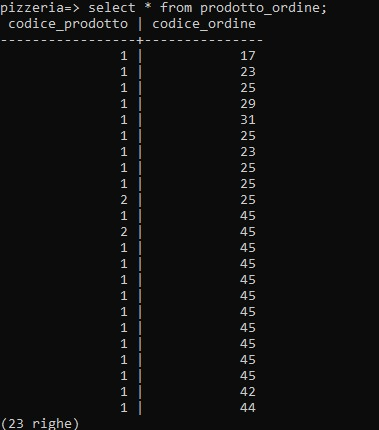 pizzeria=> select * from prodotto_ordine;
 codice_prodotto | codice_ordine
-----------------+---------------
               1 |            17
               1 |            23
               1 |            25
               1 |            29
               1 |            31
               1 |            25
               1 |            23
               1 |            25
               1 |            25
               2 |            25
               1 |            45
               2 |            45
               1 |            45
               1 |            45
               1 |            45
               1 |            45
               1 |            45
               1 |            45
               1 |            45
               1 |            45
               1 |            45
               1 |            42
               1 |            44
(23 righe)